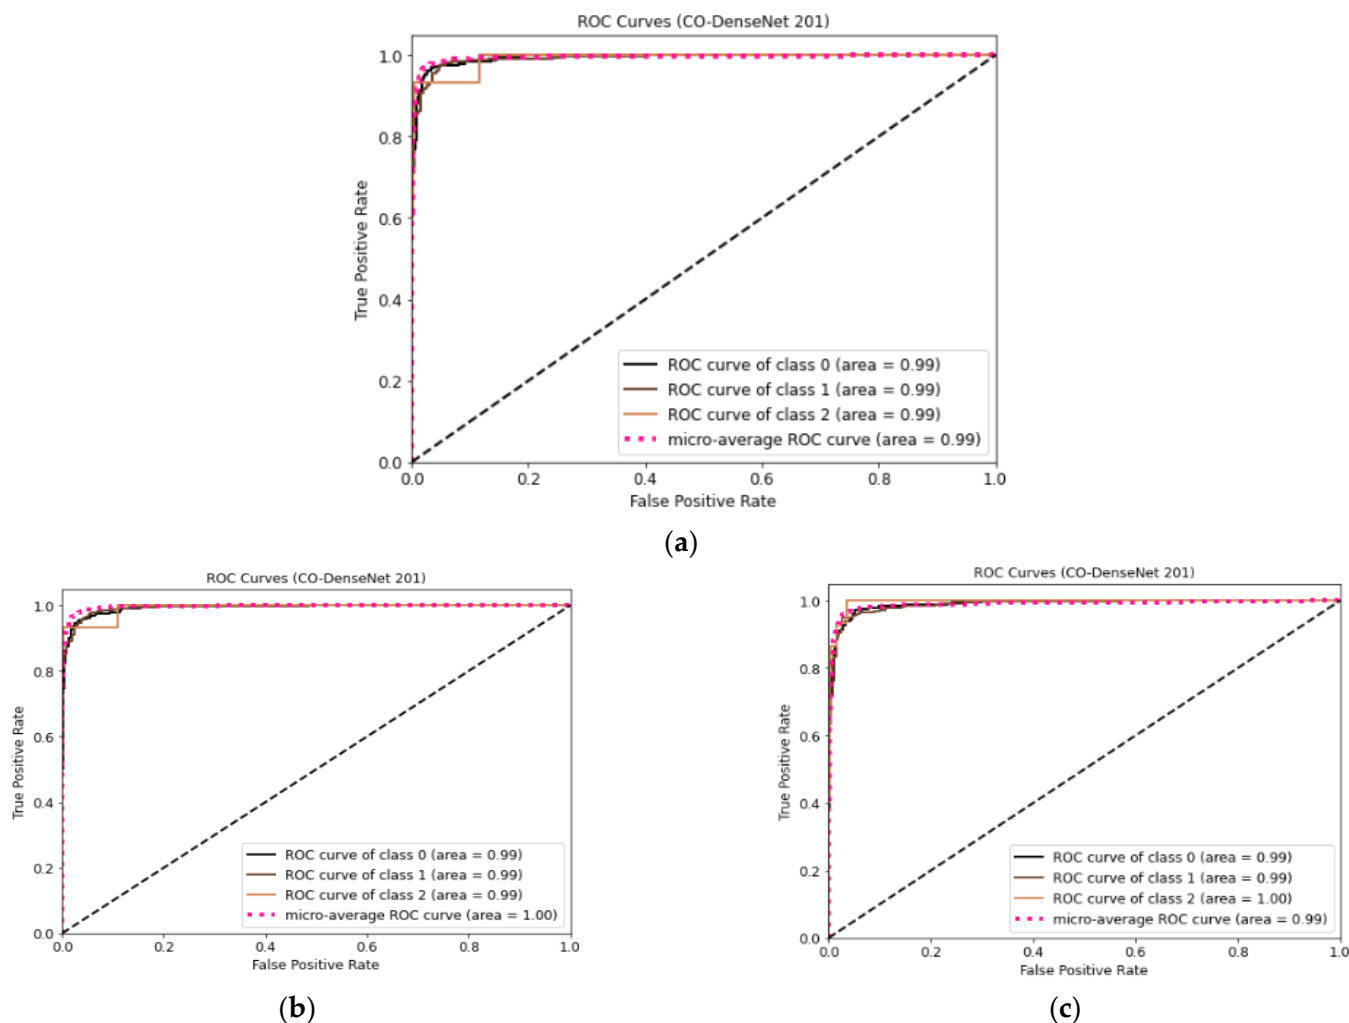 ROC Curves (CO-DenseNet 201)
1.0
0.8
0.6
0.4
0.2
0.0
True Positive Rate
ROC curve of class 0 (area = 0.99)
ROC curve of class 1 (area = 0.99)
ROC curve of class 2 (area = 0.99)
micro-average ROC curve (area = 0.99)
0.0 0.2 0.4 0.6 0.8 1.0
False Positive Rate
(a)
ROC Curves (CO-DenseNet 201)
1.0
0.8
0.6
0.4
0.2
0.0
True Positive Rate
ROC curve of class 0 (area = 0.99)
ROC curve of class 1 (area = 0.99)
ROC curve of class 2 (area = 0.99)
micro-average ROC curve (area = 1.00)
0.0 0.2 0.4 0.6 0.8 1.0
False Positive Rate
(b)
ROC Curves (CO-DenseNet 201)
1.0
0.8
0.6
0.4
0.2
0.0
True Positive Rate
ROC curve of class 0 (area = 0.99)
ROC curve of class 1 (area = 0.99)
ROC curve of class 2 (area = 1.00)
micro-average ROC curve (area = 0.99)
0.0 0.2 0.4 0.6 0.8 1.0
False Positive Rate
(c)